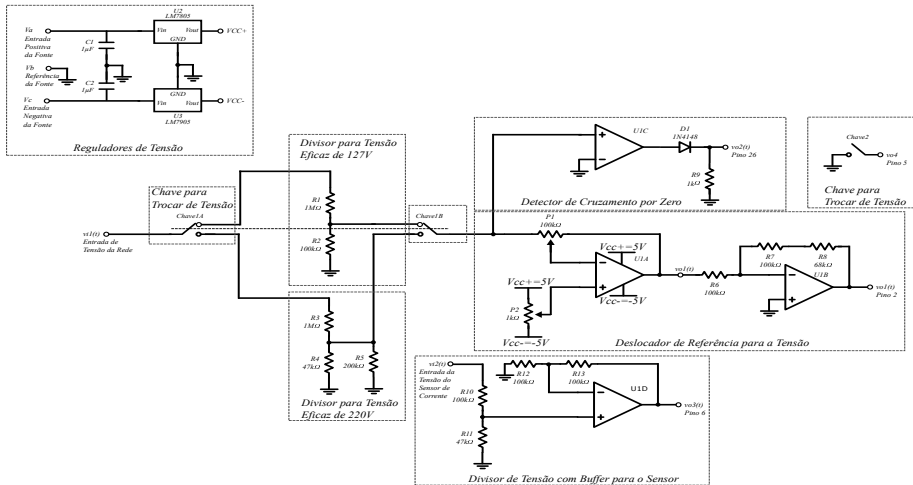 Va
Entrada
Positiva
da Fonte
Vb
Referência
da Fonte
Vc
Entrada
Negativa
da Fonte
C1
1µF
C2
1µF
U2
LM7805
Vin
Vout
GND
VCC+
GND
Vin
Vout
U3
LM7905
VCC-
Reguladores de Tensão
Chave para
Trocar de Tensão
Chave1A
vi1(t)
Entrada de
Tensão da Rede
Divisor para Tensão
Eficaz de 127V
R1
1MΩ
R2
100kΩ
Chave1B
R3
1MΩ
R4
47kΩ
R5
200kΩ
Divisor para Tensão
Eficaz de 220V
U1C
D1
1N4148
vo2(t)
Pino 26
R9
1kΩ
Detector de Cruzamento por Zero
Chave2
vo4
Pino 5
Chave para
Trocar de Tensão
P1
100kΩ
Vcc+=5V
U1A
Vcc-=-5V
Vcc+=5V
P2
1kΩ
Vcc-=-5V
vo1(t)
R6
100kΩ
R7
100kΩ
R8
68kΩ
U1B
vo1(t)
Pino 2
Deslocador de Referência para a Tensão
vi2(t)
Entrada da
Tensão do
Sensor de
Corrente
R10
100kΩ
R11
47kΩ
R12
100kΩ
R13
100kΩ
U1D
vo3(t)
Pino 6
Divisor de Tensão com Buffer para o Sensor